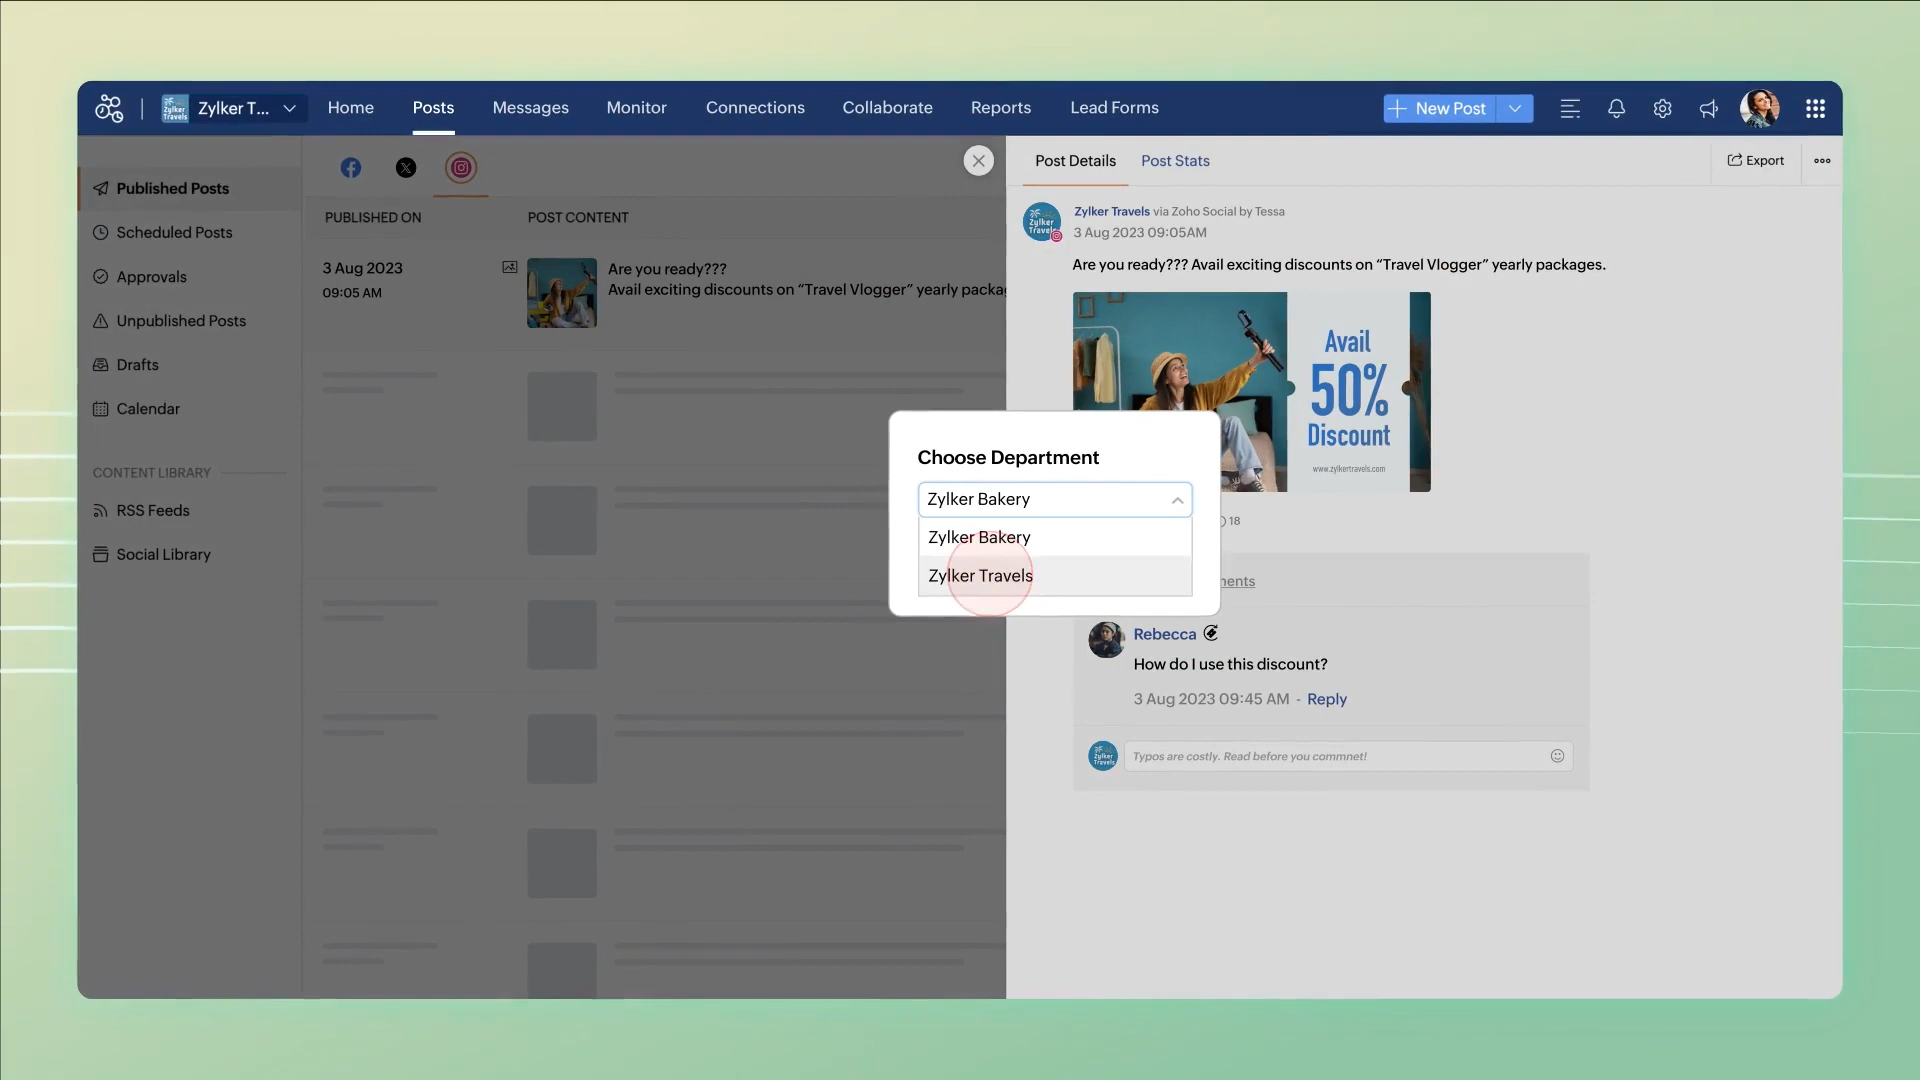 Zylker T...
Home
Posts
Messages
Monitor
Connections
Collaborate
Reports
Lead Forms
New Post
Published Posts
Scheduled Posts
Approvals
Unpublished Posts
Drafts
Calendar
CONTENT LIBRARY
RSS Feeds
Social Library
PUBLISHED ON
POST CONTENT
3 Aug 2023
09:05 AM
Are you ready???
Avail exciting discounts on “Travel Vlogger” yearly
Post Details
Post Stats
Export
Zylker Travels via Zoho Social by Tessa
3 Aug 2023 09:05AM
Are you ready??? Avail exciting discounts on “Travel Vlogger” yearly packages.
Avail
50%
Discount
www.zylkertravels.com
18
Choose Department
Zylker Bakery
Zylker Bakery
Zylker Travels
Rebecca
How do I use this discount?
3 Aug 2023 09:45 AM - Reply
Zylker
Travels
Typos are costly. Read before you commnet!